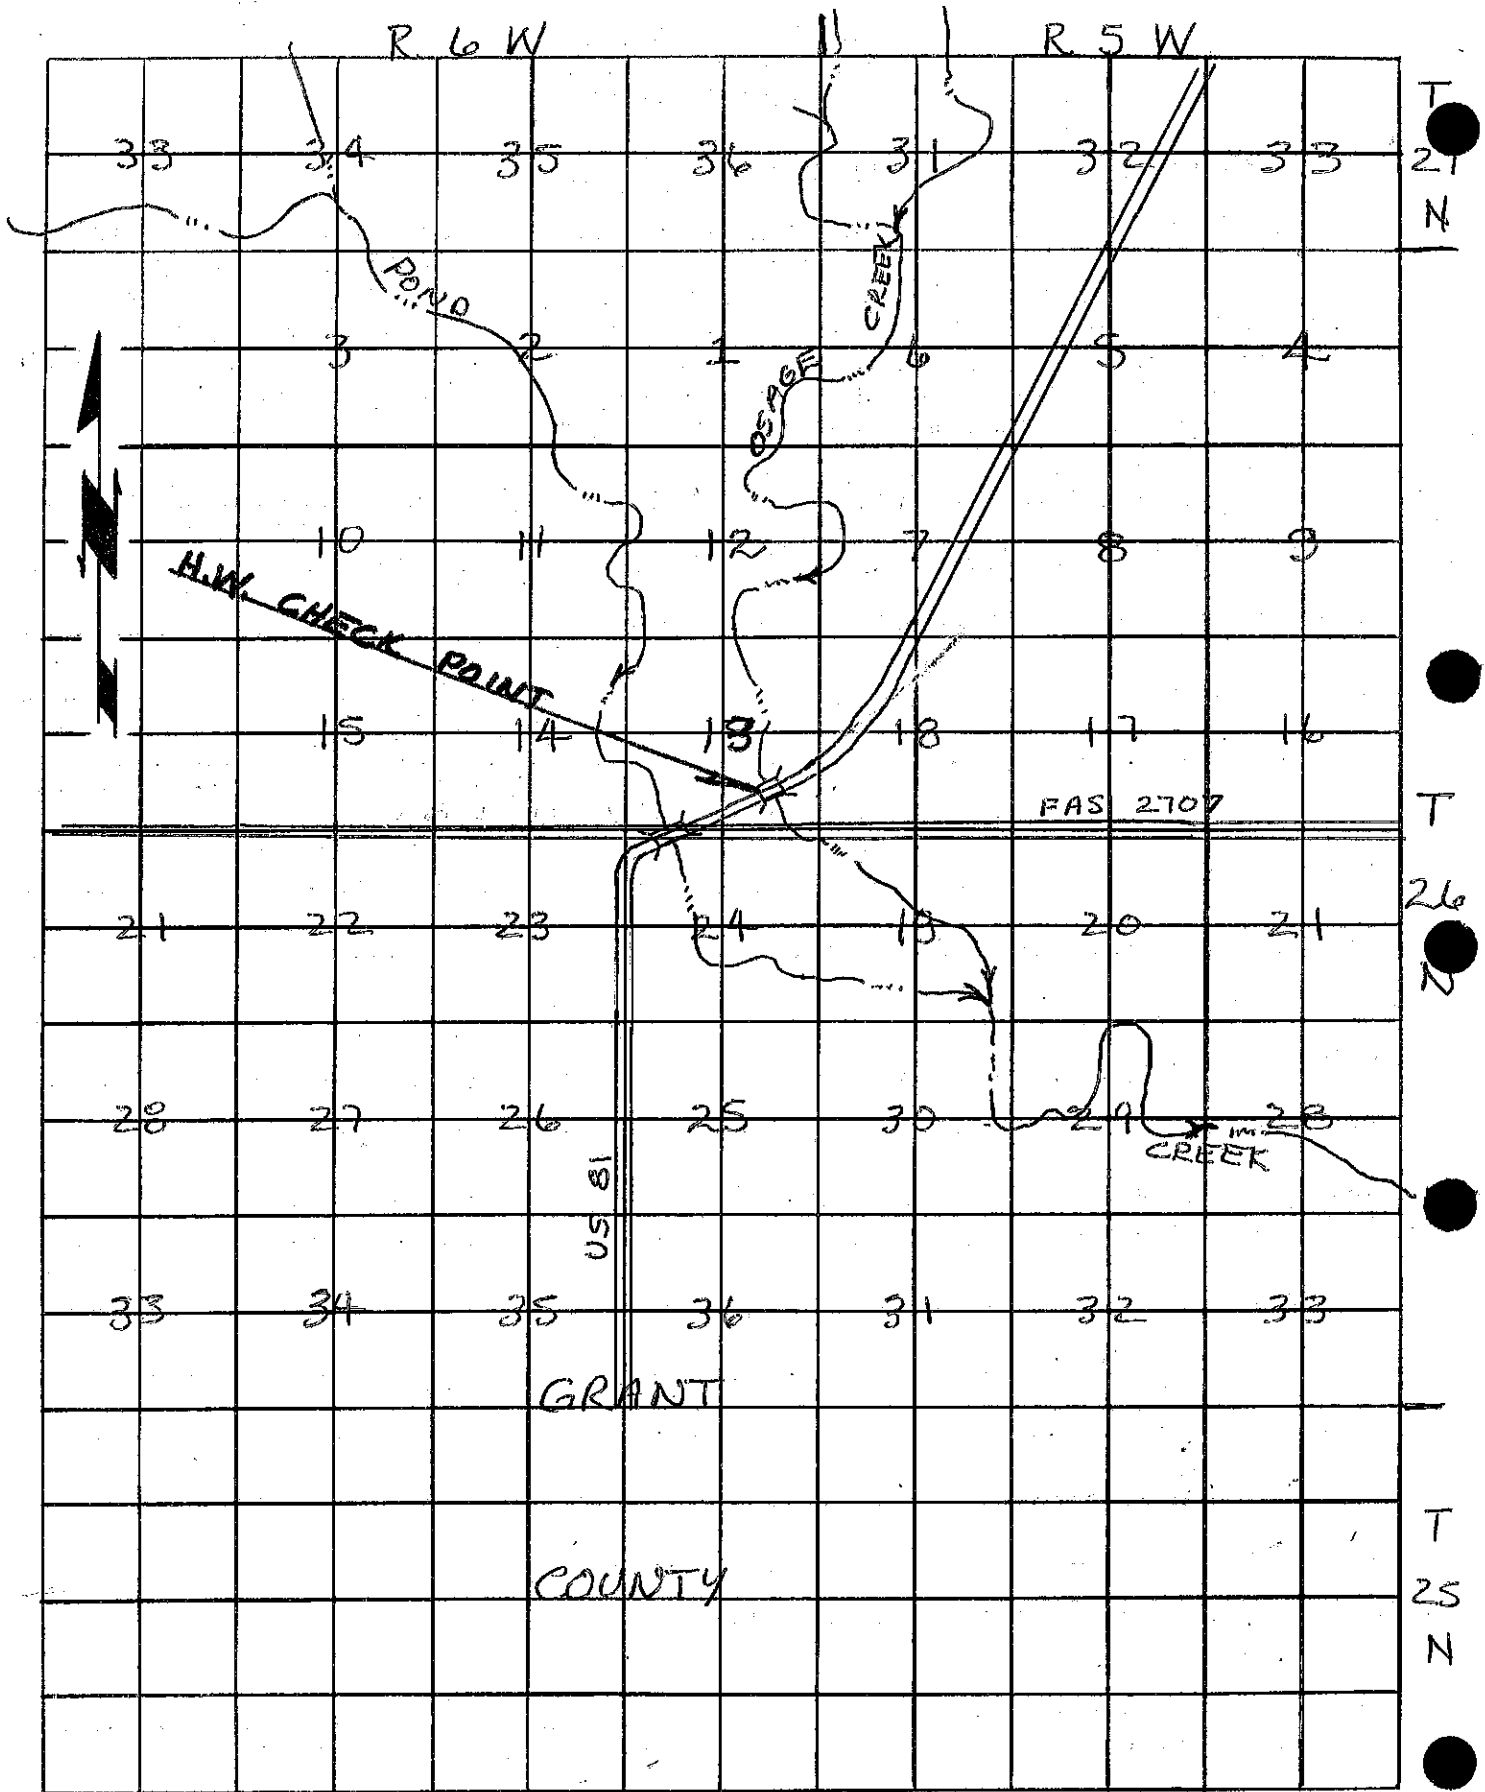 R 6 W R 5 W
T
33 34 35 36 31 32 33
27
N
POND
CREEK
3 2 1 6 5 4
OSAGE
10 11 12 7 8 9
H.W. CHECK POINT
15 14 13 18 17 16
FAS 2707
T
26
N
21 22 23 24 19 20 21
28 27 26 25 30 29 28
CREEK
US 81
33 34 35 36 31 32 33
GRANT
COUNTY
T
25
N